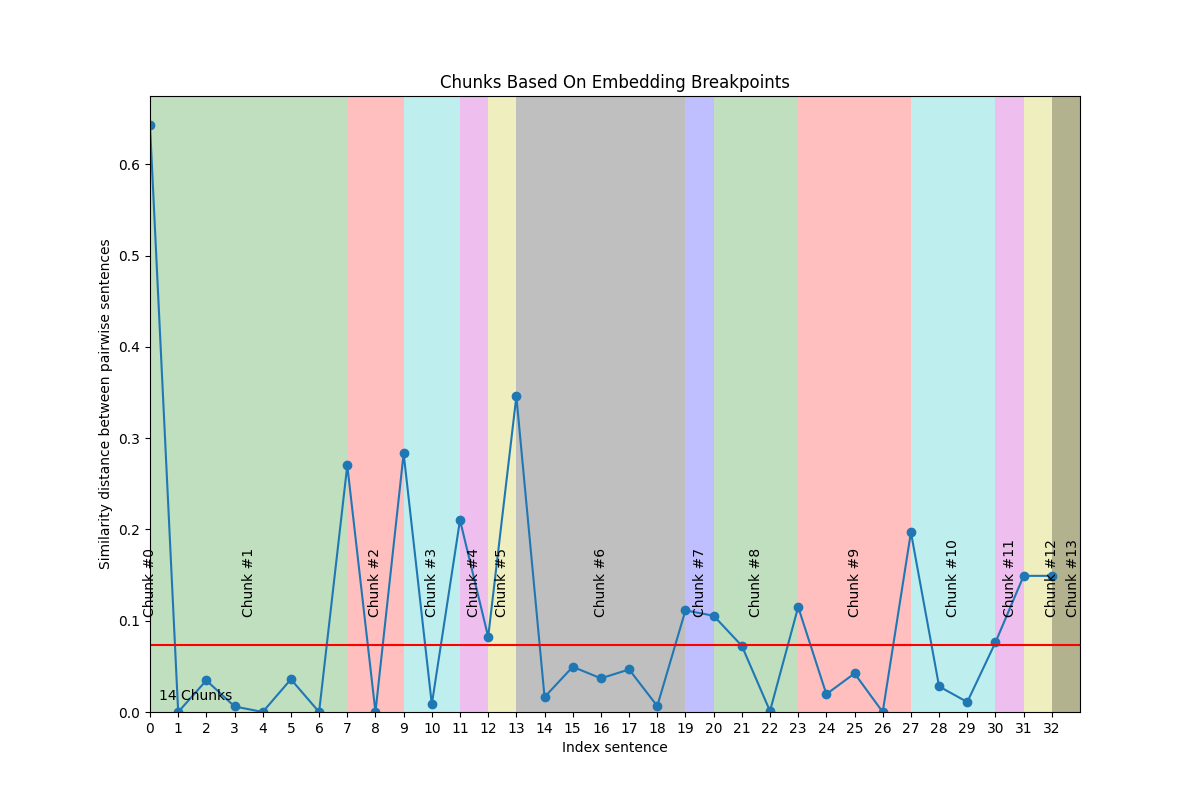 Chunks Based On Embedding Breakpoints
Similarity distance between pairwise sentences
0.6
0.5
0.4
0.3
0.2
0.1
0.0
Chunk #0
Chunk #1
Chunk #2
Chunk #3
Chunk #4
Chunk #5
Chunk #6
Chunk #7
Chunk #8
Chunk #9
Chunk #10
Chunk #11
Chunk #12
Chunk #13
14 Chunks
0 1 2 3 4 5 6 7 8 9 10 11 12 13 14 15 16 17 18 19 20 21 22 23 24 25 26 27 28 29 30 31 32
Index sentence